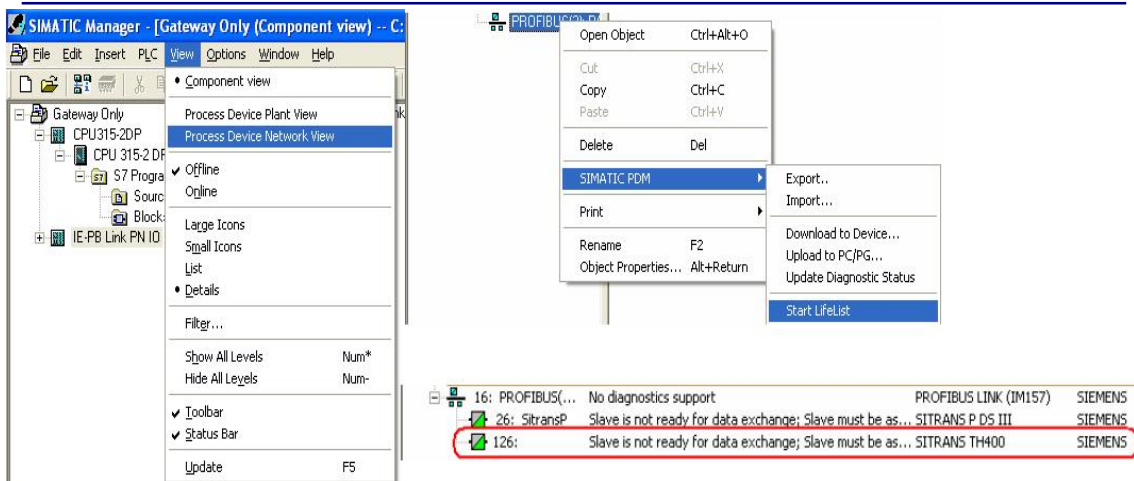 SIMATIC Manager - [Gateway Only (Component view) -- C:
File Edit Insert PLC View Options Window Help
Component view
Process Device Plant View
Process Device Network View
Offline
Online
Large Icons
Small Icons
List
Details
Filter...
Show All Levels Num*
Hide All Levels Num-
Toolbar
Status Bar
Update F5
Gateway Only
CPU315-2DP
CPU 315-2 DP
S7 Progra
Sourc
Block
IE-PB Link PN IO
Open Object Ctrl+Alt+O
Cut Ctrl+X
Copy Ctrl+C
Paste Ctrl+V
Delete Del
SIMATIC PDM
Print
Rename F2
Object Properties... Alt+Return
Export..
Import...
Download to Device...
Upload to PC/PG...
Update Diagnostic Status
Start LifeList
16: PROFIBUS(... No diagnostics support PROFIBUS LINK (IM157) SIEMENS
26: SitransP Slave is not ready for data exchange; Slave must be as... SITRANS P DS III SIEMENS
126: Slave is not ready for data exchange; Slave must be as... SITRANS TH400 SIEMENS